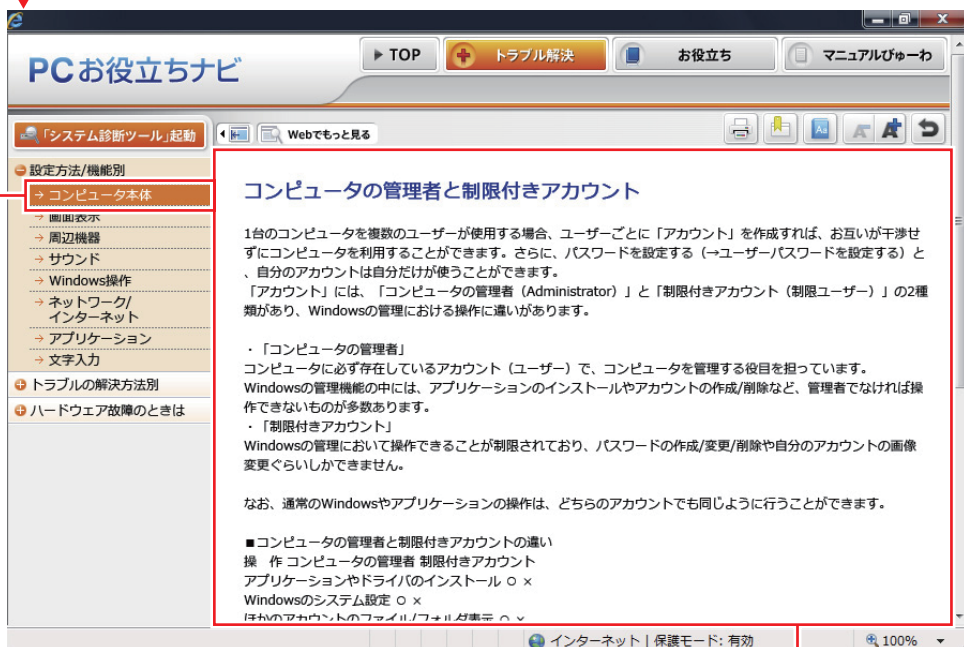 PCお役立ちナビ
TOP
トラブル解決
お役立ち
マニュアルびゅーわ
「システム診断ツール」起動
Webでもっと見る
設定方法/機能別
→ コンピュータ本体
→ 画面表示
→ 周辺機器
→ サウンド
→ Windows操作
→ ネットワーク/
インターネット
→ アプリケーション
→ 文字入力
トラブルの解決方法別
ハードウェア故障のときは
コンピュータの管理者と制限付きアカウント
1台のコンピュータを複数のユーザーが使用する場合、ユーザーごとに「アカウント」を作成すれば、お互いが干渉せ
ずにコンピュータを利用することができます。さらに、パスワードを設定する（→ユーザーパスワードを設定する）と
、自分のアカウントは自分だけが使うことができます。
「アカウント」には、「コンピュータの管理者（Administrator）」と「制限付きアカウント（制限ユーザー）」の2種
類があり、Windowsの管理における操作に違いがあります。
・「コンピュータの管理者」
コンピュータに必ず存在しているアカウント（ユーザー）で、コンピュータを管理する役目を担っています。
Windowsの管理機能の中には、アプリケーションのインストールやアカウントの作成/削除など、管理者でなければ操
作できないものが多数あります。
・「制限付きアカウント」
Windowsの管理において操作できることが制限されており、パスワードの作成/変更/削除や自分のアカウントの画像
変更ぐらいしかできません。
なお、通常のWindowsやアプリケーションの操作は、どちらのアカウントでも同じように行うことができます。
■コンピュータの管理者と制限付きアカウントの違い
操　作 コンピュータの管理者 制限付きアカウント
アプリケーションやドライバのインストール ○ ×
Windowsのシステム設定 ○ ×
ほかのアカウントのファイル/フォルダ表示 ○ ×
インターネット | 保護モード: 有効
100%